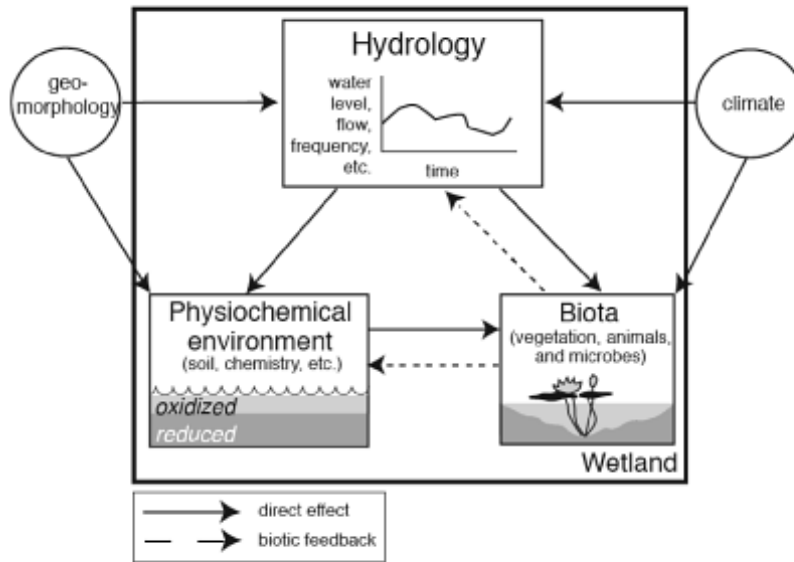 Hydrology
water
level,
flow,
frequency,
etc.
time
geo-
morphology
climate
Physiochemical
environment
(soil, chemistry, etc.)
oxidized
reduced
Biota
(vegetation, animals,
and microbes)
Wetland
direct effect
biotic feedback